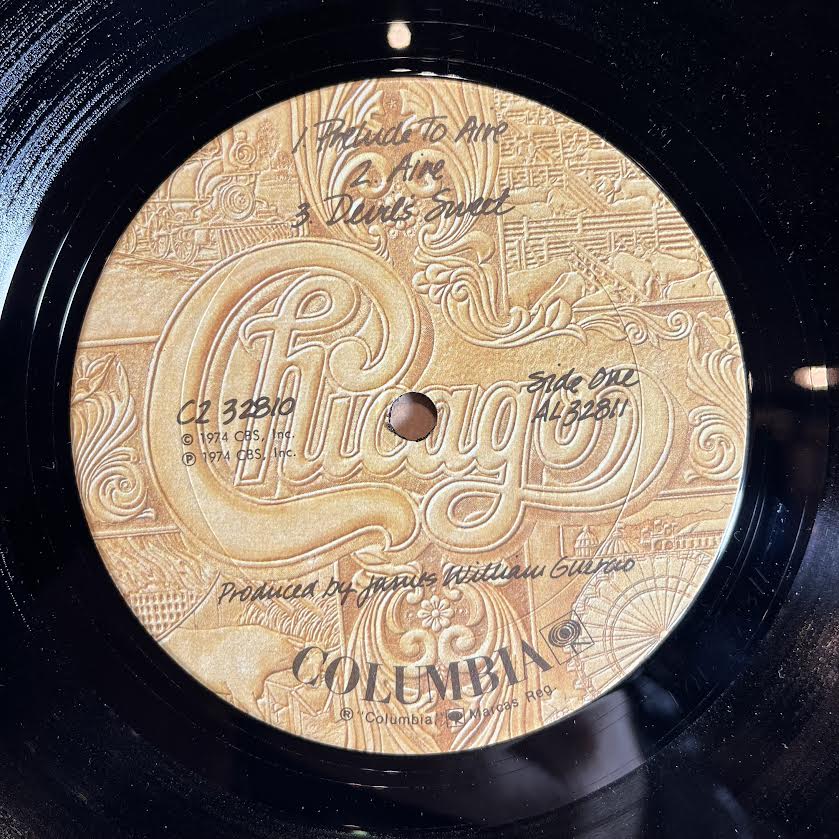 1 Prelude To Aire
2. Aire
3 Devils Sweet
Chicago
C2 32810
© 1974 CBS, Inc.
℗ 1974 CBS, Inc.
Side One
AL 32811
Produced by James William Guercio
COLUMBIA
® "Columbia," Marcas Reg.